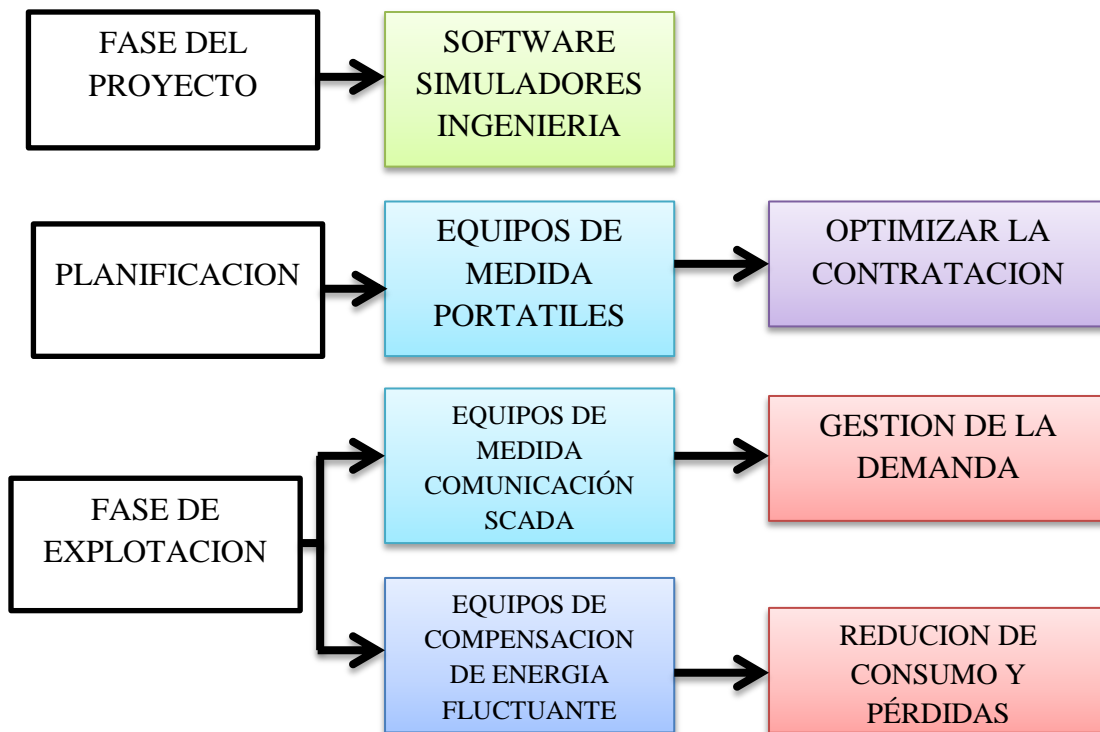 FASE DEL
PROYECTO
SOFTWARE
SIMULADORES
INGENIERIA
PLANIFICACION
EQUIPOS DE
MEDIDA
PORTATILES
OPTIMIZAR LA
CONTRATACION
FASE DE
EXPLOTACION
EQUIPOS DE
MEDIDA
COMUNICACIÓN
SCADA
GESTION DE LA
DEMANDA
EQUIPOS DE
COMPENSACION
DE ENERGIA
FLUCTUANTE
REDUCION DE
CONSUMO Y
PÉRDIDAS